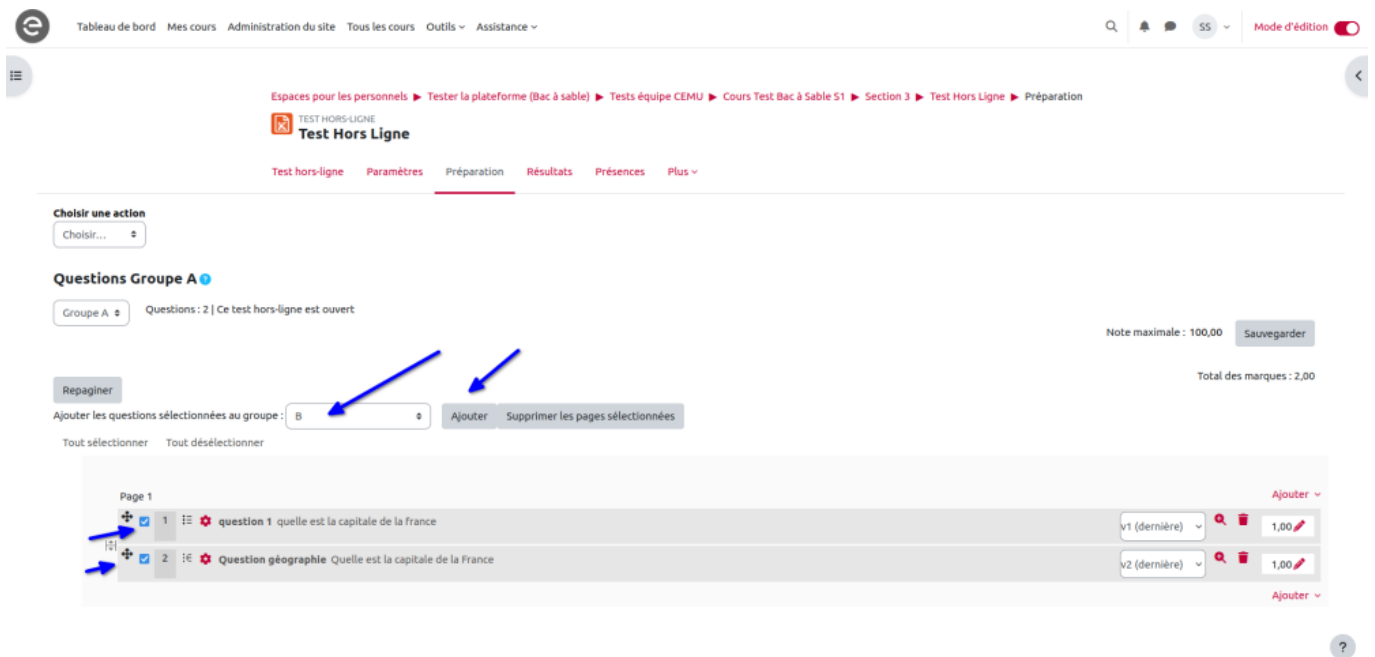 Tableau de bord Mes cours Administration du site Tous les cours Outils Assistance SS Mode d'édition
Espaces pour les personnels ▶ Tester la plateforme (Bac à sable) ▶ Tests équipe CEMU ▶ Cours Test Bac à Sable S1 ▶ Section 3 ▶ Test Hors Ligne ▶ Préparation
TEST HORS-LIGNE
Test Hors Ligne
Test hors-ligne Paramètres Préparation Résultats Présences Plus
Choisir une action
Choisir...
Questions Groupe A ?
Groupe A Questions : 2 | Ce test hors-ligne est ouvert
Note maximale : 100,00 Sauvegarder
Total des marques : 2,00
Repaginer
Ajouter les questions sélectionnées au groupe : B Ajouter Supprimer les pages sélectionnées
Tout sélectionner Tout désélectionner
Page 1 Ajouter
1 question 1 quelle est la capitale de la france v1 (dernière) 1,00
2 Question géographie Quelle est la capitale de la France v2 (dernière) 1,00
Ajouter
?